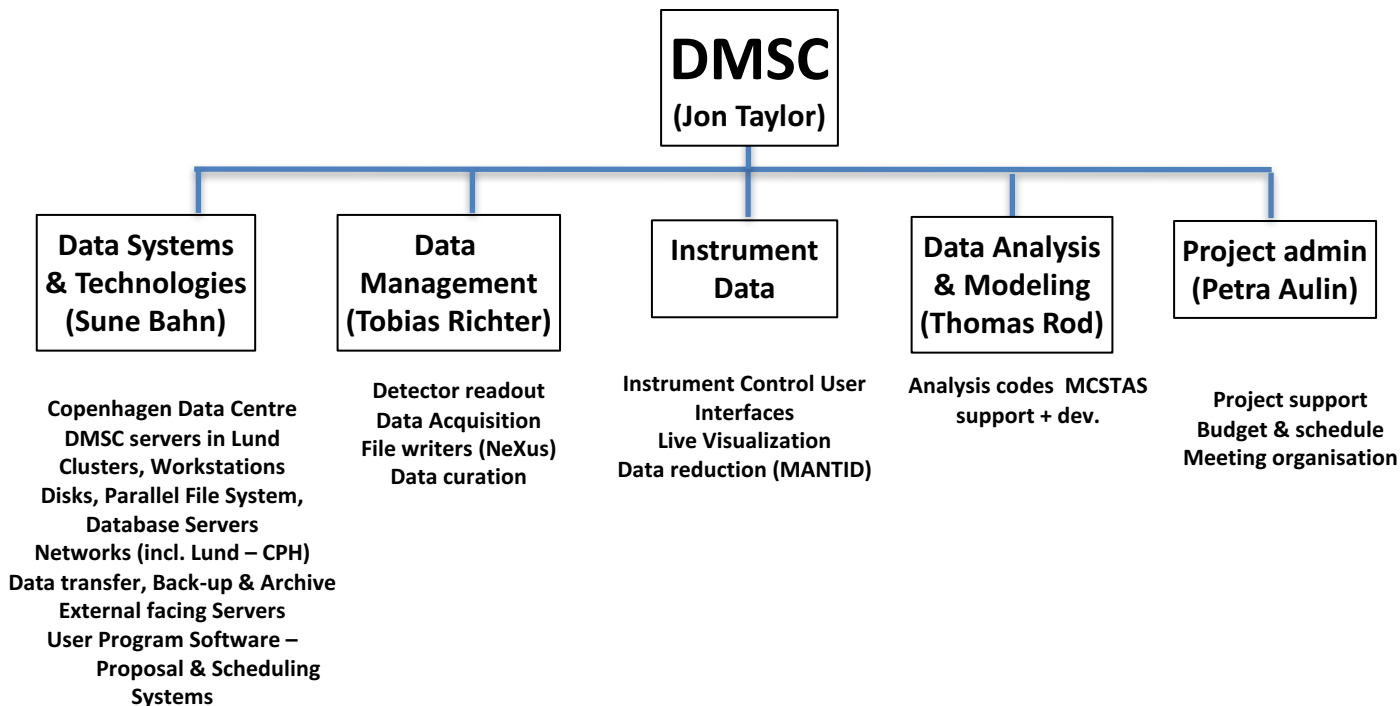 DMSC
(Jon Taylor)
Data Systems
& Technologies
(Sune Bahn)
Data
Management
(Tobias Richter)
Instrument
Data
Data Analysis
& Modeling
(Thomas Rod)
Project admin
(Petra Aulin)
Copenhagen Data Centre
DMSC servers in Lund
Clusters, Workstations
Disks, Parallel File System,
Database Servers
Networks (incl. Lund – CPH)
Data transfer, Back-up & Archive
External facing Servers
User Program Software –
Proposal & Scheduling
Systems
Detector readout
Data Acquisition
File writers (NeXus)
Data curation
Instrument Control User
Interfaces
Live Visualization
Data reduction (MANTID)
Analysis codes MCSTAS
support + dev.
Project support
Budget & schedule
Meeting organisation